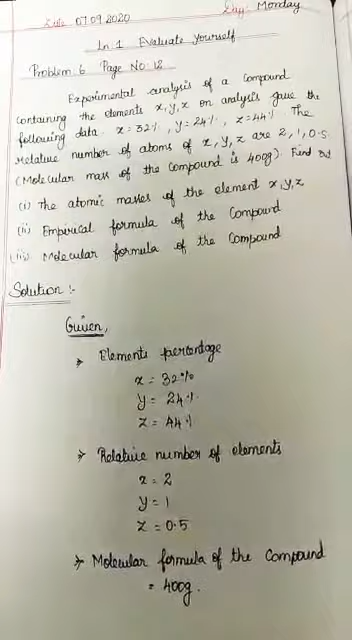 Date 07.09.2020
Day: Monday
Ln.1 Evaluate yourself
Problem 6 Page NO: 12
Experimental analysis of a compound
containing the elements x, y, z on analysis gave the
following data. x = 32%, y = 24%, z = 44%. The
relative number of atoms of x, y, z are 2, 1, 0.5.
(Molecular mass of the compound is 400g). Find out
(i) The atomic masses of the element x, y, z
(ii) Empirical formula of the compound
(iii) Molecular formula of the compound
Solution :-
Given,
Elements percentage
x = 32%
y = 24%
z = 44%
Relative number of elements
x = 2
y = 1
z = 0.5
Molecular formula of the compound
= 400g.